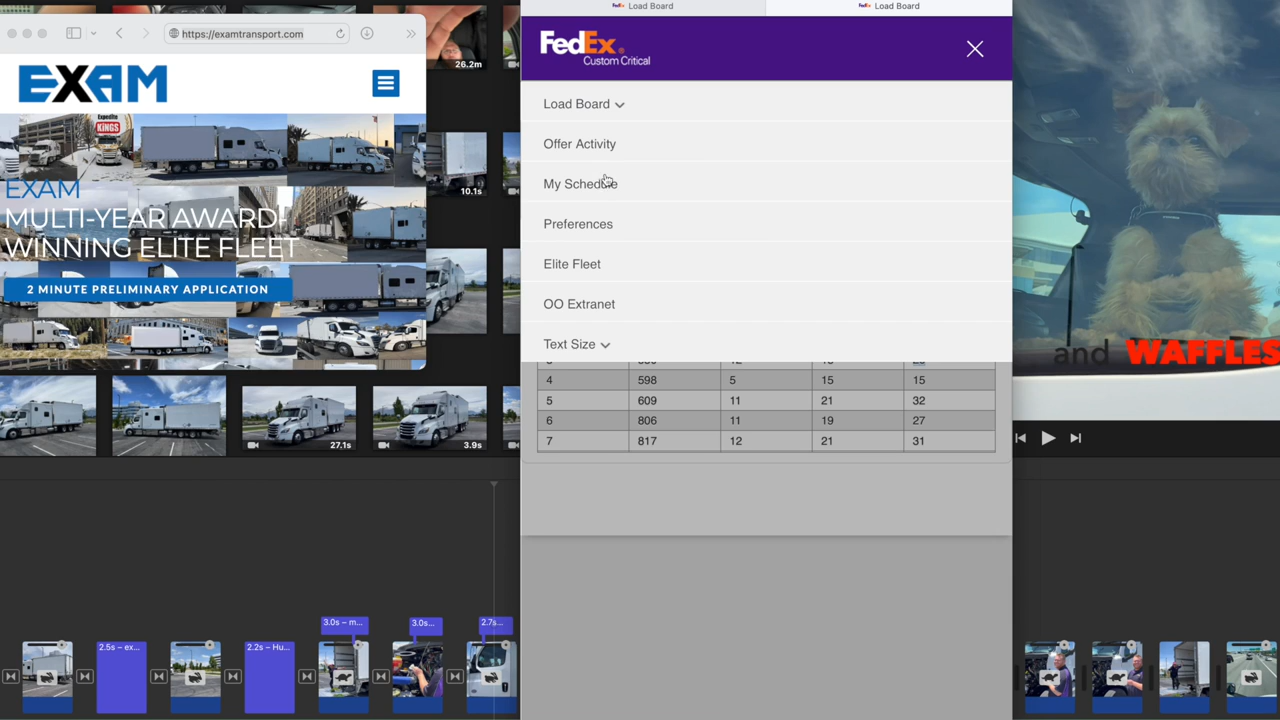 Load Board
Load Board
https://examtransport.com
FedEx
Custom Critical
26.2m
EXAM
Load Board
Expedite
KINGS
Offer Activity
My Schedule
10.1s
EXAM
MULTI-YEAR AWARD-
WINNING ELITE FLEET
Preferences
Elite Fleet
2 MINUTE PRELIMINARY APPLICATION
OO Extranet
Text Size
and WAFFLES
4 598 5 15 15
5 609 11 21 32
6 806 11 19 27
7 817 12 21 31
27.1s
3.9s
3.0s – m...
3.0s...
2.7s...
2.5s – ex...
2.2s – Hu...